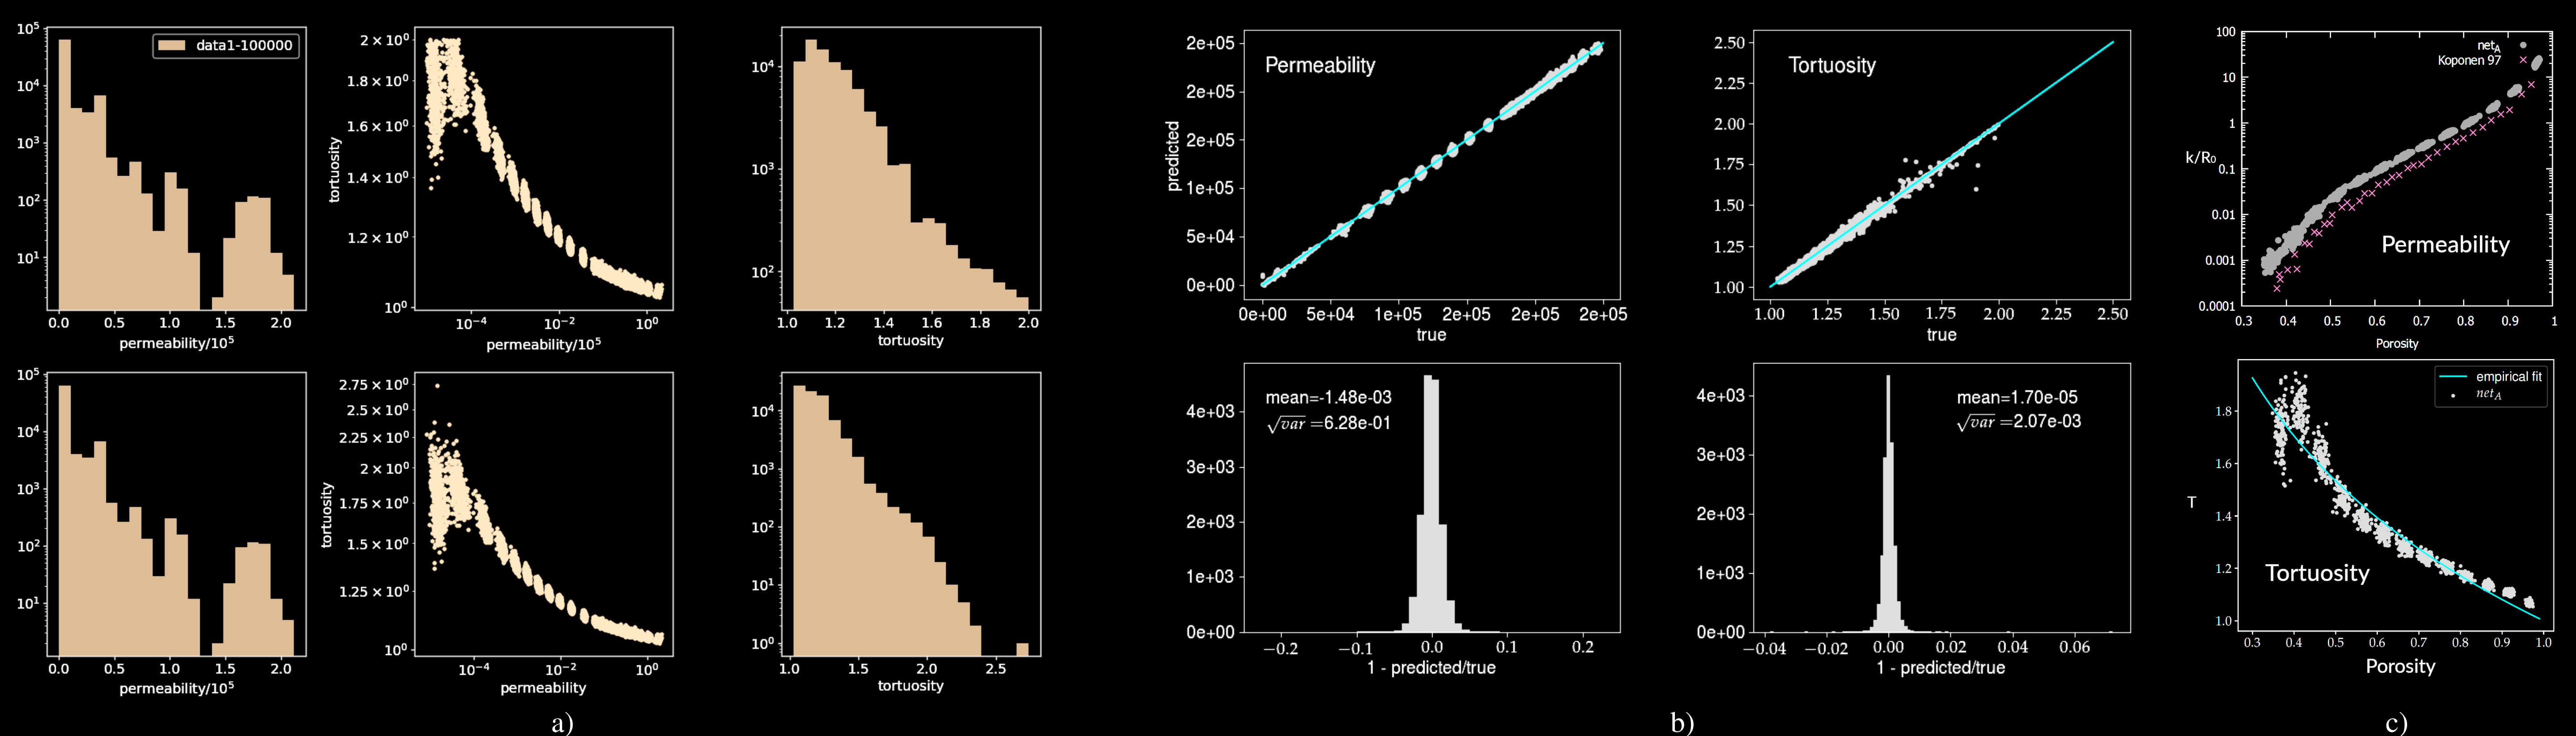 10⁵
10⁴
10³
10²
10¹
data1-100000
0.0 0.5 1.0 1.5 2.0
permeability/10⁵
tortuosity
2 × 10⁰
1.8 × 10⁰
1.6 × 10⁰
1.4 × 10⁰
1.2 × 10⁰
10⁰
10⁻⁴ 10⁻² 10⁰
permeability/10⁵
10⁴
10³
10²
1.0 1.2 1.4 1.6 1.8 2.0
tortuosity
10⁵
10⁴
10³
10²
10¹
0.0 0.5 1.0 1.5 2.0
permeability/10⁵
tortuosity
2.75 × 10⁰
2.5 × 10⁰
2.25 × 10⁰
2 × 10⁰
1.75 × 10⁰
1.5 × 10⁰
1.25 × 10⁰
10⁰
10⁻⁴ 10⁻² 10⁰
permeability
10⁴
10³
10²
10¹
10⁰
1.0 1.5 2.0 2.5
tortuosity
a)
Permeability
predicted
2e+05
2e+05
2e+05
1e+05
5e+04
0e+00
0e+00 5e+04 1e+05 2e+05 2e+05 2e+05
true
Tortuosity
2.50
2.25
2.00
1.75
1.50
1.25
1.00
1.00 1.25 1.50 1.75 2.00 2.25 2.50
true
mean=-1.48e-03
√var =6.28e-01
4e+03
3e+03
2e+03
1e+03
0e+00
−0.2 −0.1 0.0 0.1 0.2
1 - predicted/true
mean=1.70e-05
√var =2.07e-03
4e+03
3e+03
2e+03
1e+03
0e+00
−0.04 −0.02 0.00 0.02 0.04 0.06
1 - predicted/true
b)
100
10
1
0.1
0.01
0.001
0.0001
k/R₀
net_A
Koponen 97
Permeability
0.3 0.4 0.5 0.6 0.7 0.8 0.9 1
Porosity
empirical fit
net_A
1.8
1.6
1.4
1.2
1.0
T
Tortuosity
0.3 0.4 0.5 0.6 0.7 0.8 0.9 1.0
Porosity
c)